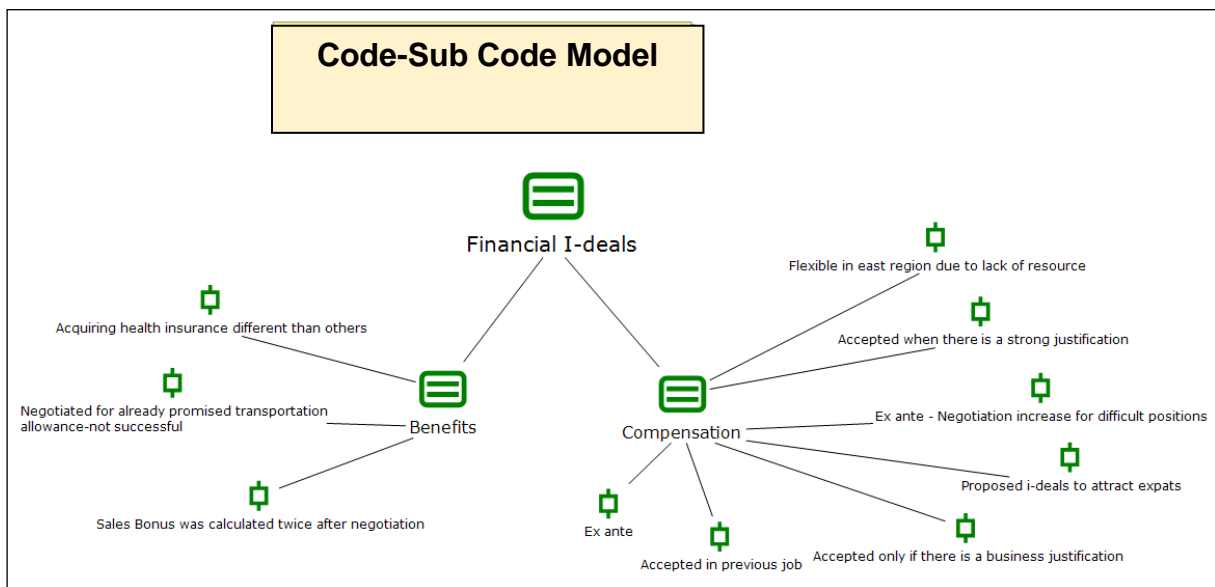 Code-Sub Code Model
Financial I-deals
Flexible in east region due to lack of resource
Acquiring health insurance different than others
Accepted when there is a strong justification
Negotiated for already promised transportation
allowance-not successful
Benefits
Compensation
Ex ante - Negotiation increase for difficult positions
Proposed i-deals to attract expats
Sales Bonus was calculated twice after negotiation
Ex ante
Accepted in previous job
Accepted only if there is a business justification